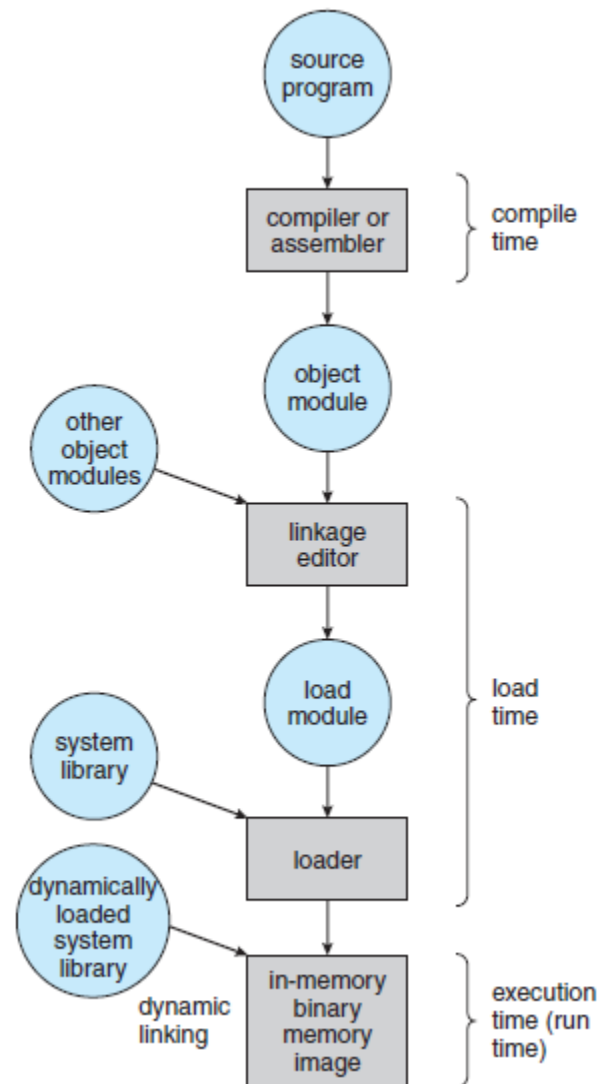 source
program
compiler or
assembler
compile
time
object
module
other
object
modules
linkage
editor
load
module
load
time
system
library
loader
dynamically
loaded
system
library
dynamic
linking
in-memory
binary
memory
image
execution
time (run
time)